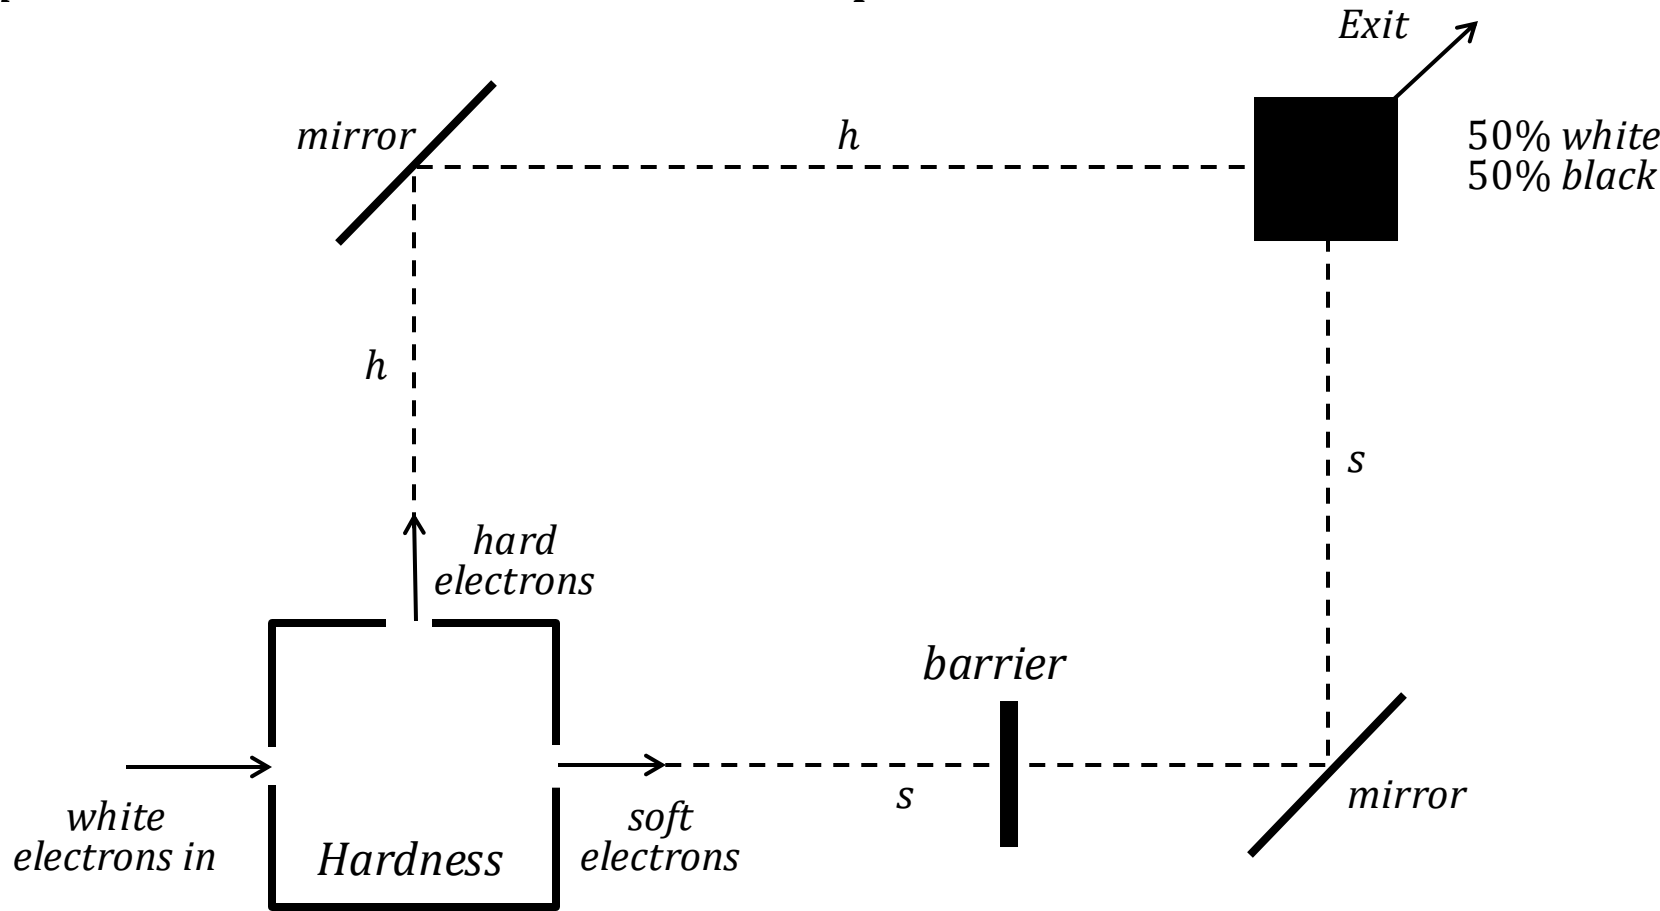 Exit
mirror
h
50% white
50% black
h
s
hard
electrons
barrier
s
mirror
white
electrons in
Hardness
soft
electrons